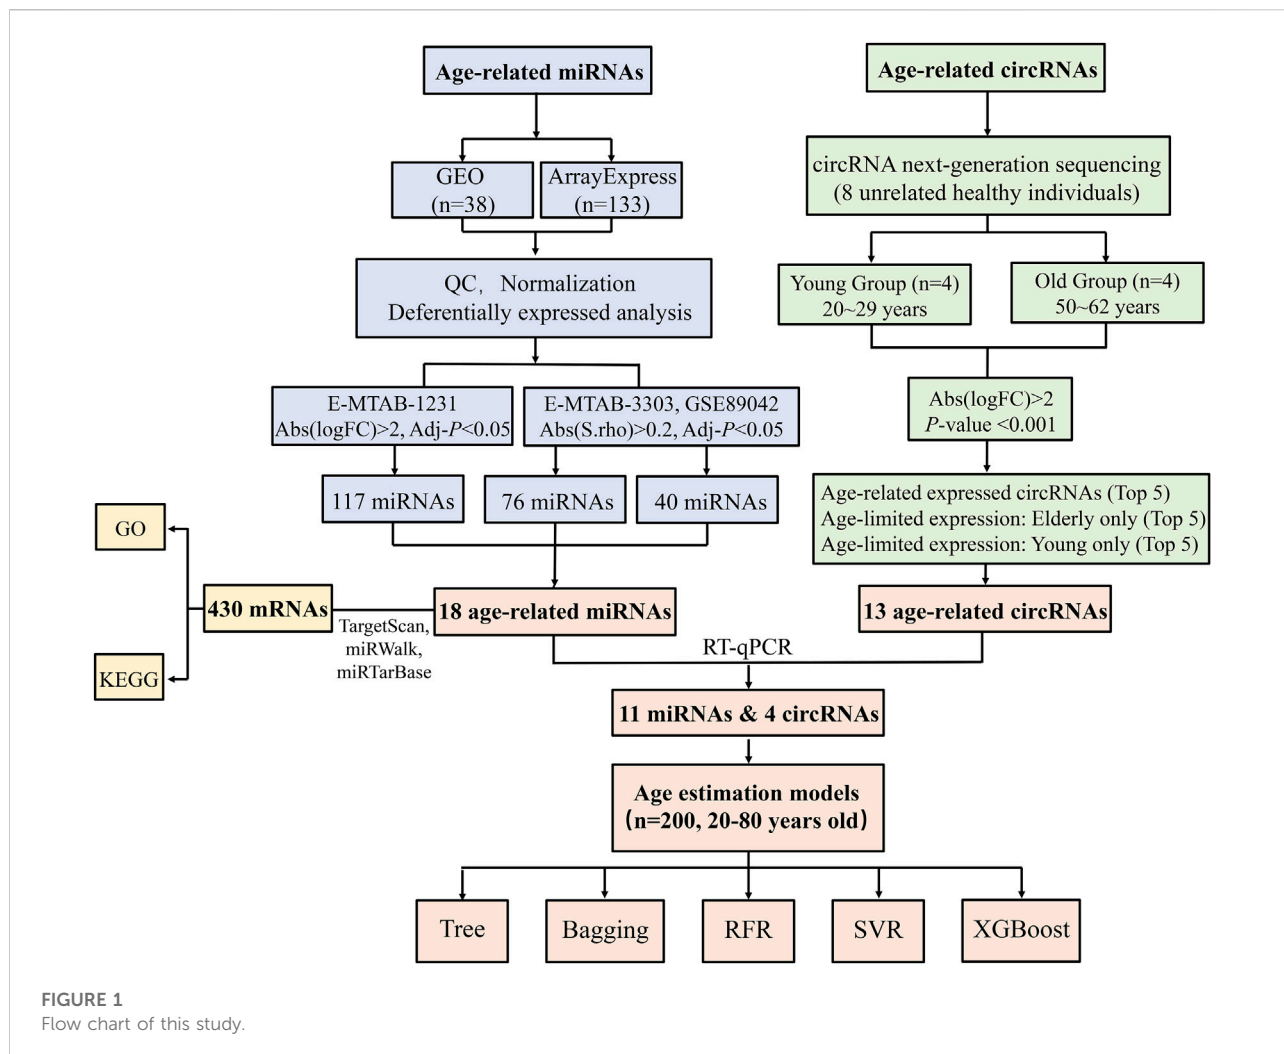 Age-related miRNAs
Age-related circRNAs
GEO
(n=38)
ArrayExpress
(n=133)
circRNA next-generation sequencing
(8 unrelated healthy individuals)
QC, Normalization
Deferentially expressed analysis
Young Group (n=4)
20~29 years
Old Group (n=4)
50~62 years
E-MTAB-1231
Abs(logFC)>2, Adj-P<0.05
E-MTAB-3303, GSE89042
Abs(S.rho)>0.2, Adj-P<0.05
Abs(logFC)>2
P-value <0.001
117 miRNAs
76 miRNAs
40 miRNAs
Age-related expressed circRNAs (Top 5)
Age-limited expression: Elderly only (Top 5)
Age-limited expression: Young only (Top 5)
GO
KEGG
430 mRNAs
TargetScan,
miRWalk,
miRTarBase
18 age-related miRNAs
13 age-related circRNAs
RT-qPCR
11 miRNAs & 4 circRNAs
Age estimation models
(n=200, 20-80 years old)
Tree
Bagging
RFR
SVR
XGBoost
FIGURE 1
Flow chart of this study.